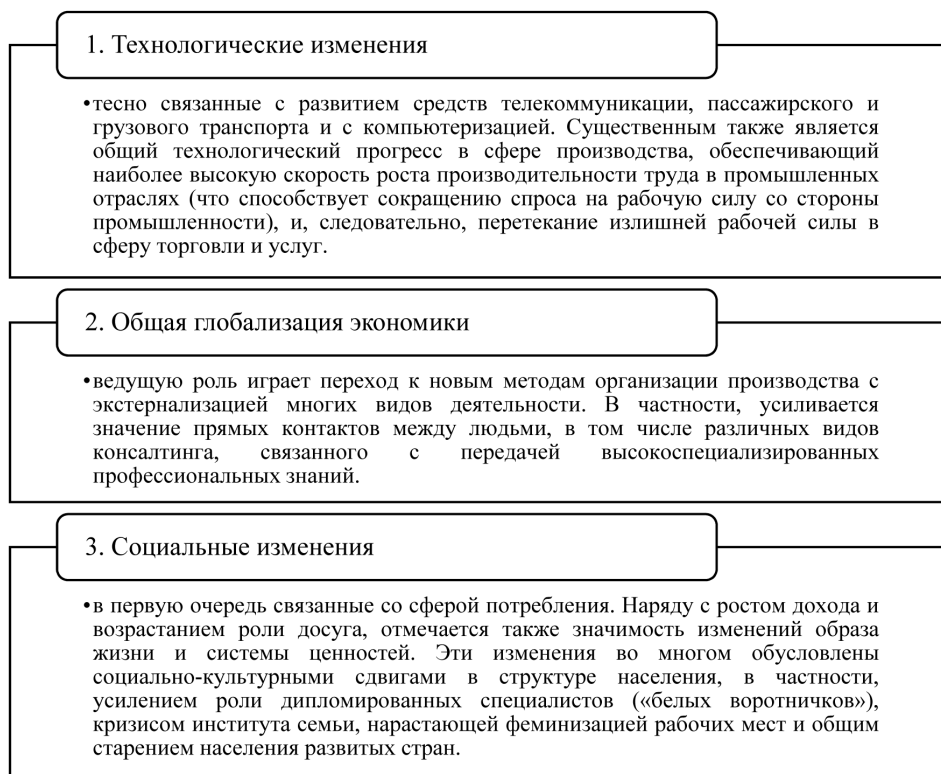 1. Технологические изменения
•тесно связанные с развитием средств телекоммуникации, пассажирского и
грузового транспорта и с компьютеризацией. Существенным также является
общий технологический прогресс в сфере производства, обеспечивающий
наиболее высокую скорость роста производительности труда в промышленных
отраслях (что способствует сокращению спроса на рабочую силу со стороны
промышленности), и, следовательно, перетекание излишней рабочей силы в
сферу торговли и услуг.
2. Общая глобализация экономики
•ведущую роль играет переход к новым методам организации производства с
экстернализацией многих видов деятельности. В частности, усиливается
значение прямых контактов между людьми, в том числе различных видов
консалтинга, связанного с передачей высокоспециализированных
профессиональных знаний.
3. Социальные изменения
•в первую очередь связанные со сферой потребления. Наряду с ростом дохода и
возрастанием роли досуга, отмечается также значимость изменений образа
жизни и системы ценностей. Эти изменения во многом обусловлены
социально-культурными сдвигами в структуре населения, в частности,
усилением роли дипломированных специалистов («белых воротничков»),
кризисом института семьи, нарастающей феминизацией рабочих мест и общим
старением населения развитых стран.